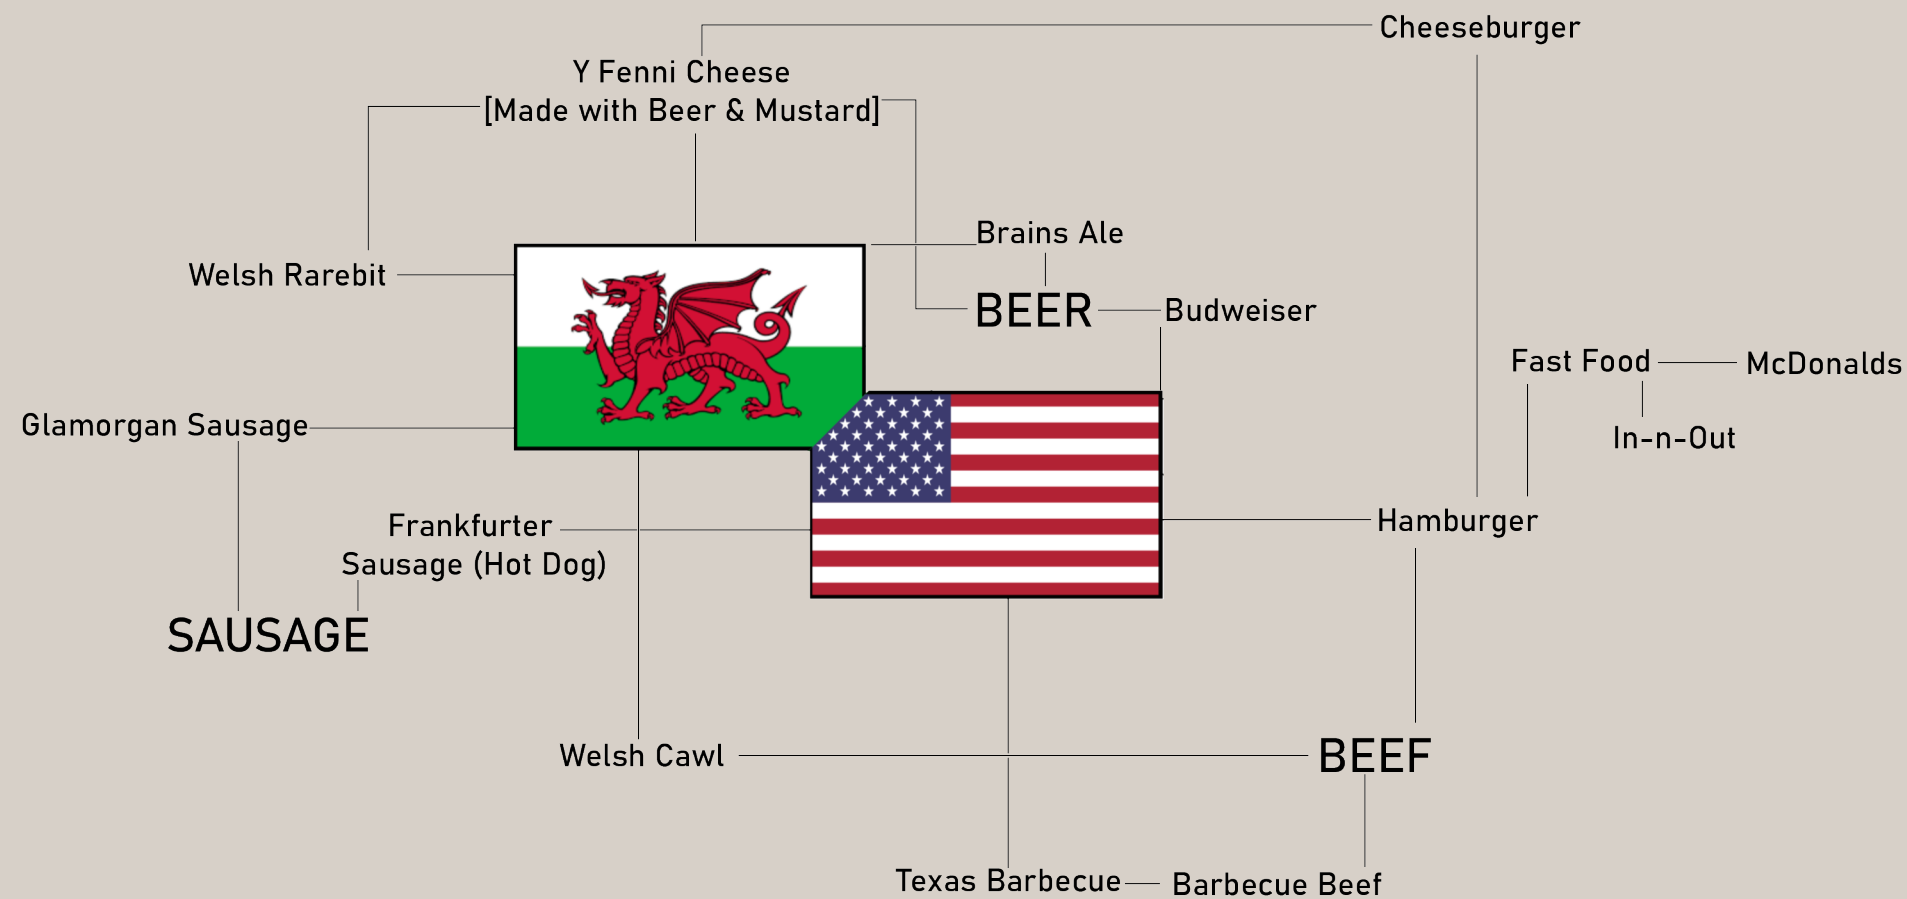 Cheeseburger
Y Fenni Cheese
[Made with Beer & Mustard]
Brains Ale
Welsh Rarebit
BEER
Budweiser
Fast Food
McDonalds
Glamorgan Sausage
In-n-Out
Frankfurter
Sausage (Hot Dog)
Hamburger
SAUSAGE
Welsh Cawl
BEEF
Texas Barbecue
Barbecue Beef